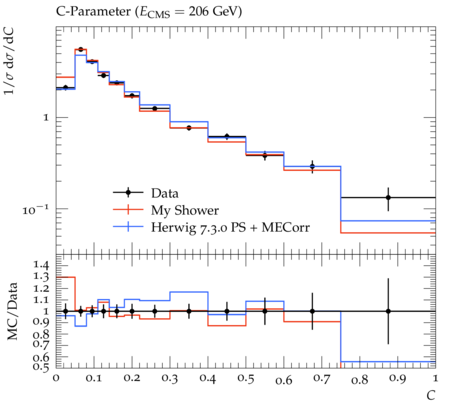 C-Parameter (E_CMS = 206 GeV)
1/σ dσ/dC
1
10⁻¹
Data
My Shower
Herwig 7.3.0 PS + MECorr
MC/Data
1.4
1.3
1.2
1.1
1
0.9
0.8
0.7
0.6
0.5
0 0.1 0.2 0.3 0.4 0.5 0.6 0.7 0.8 0.9 1
C